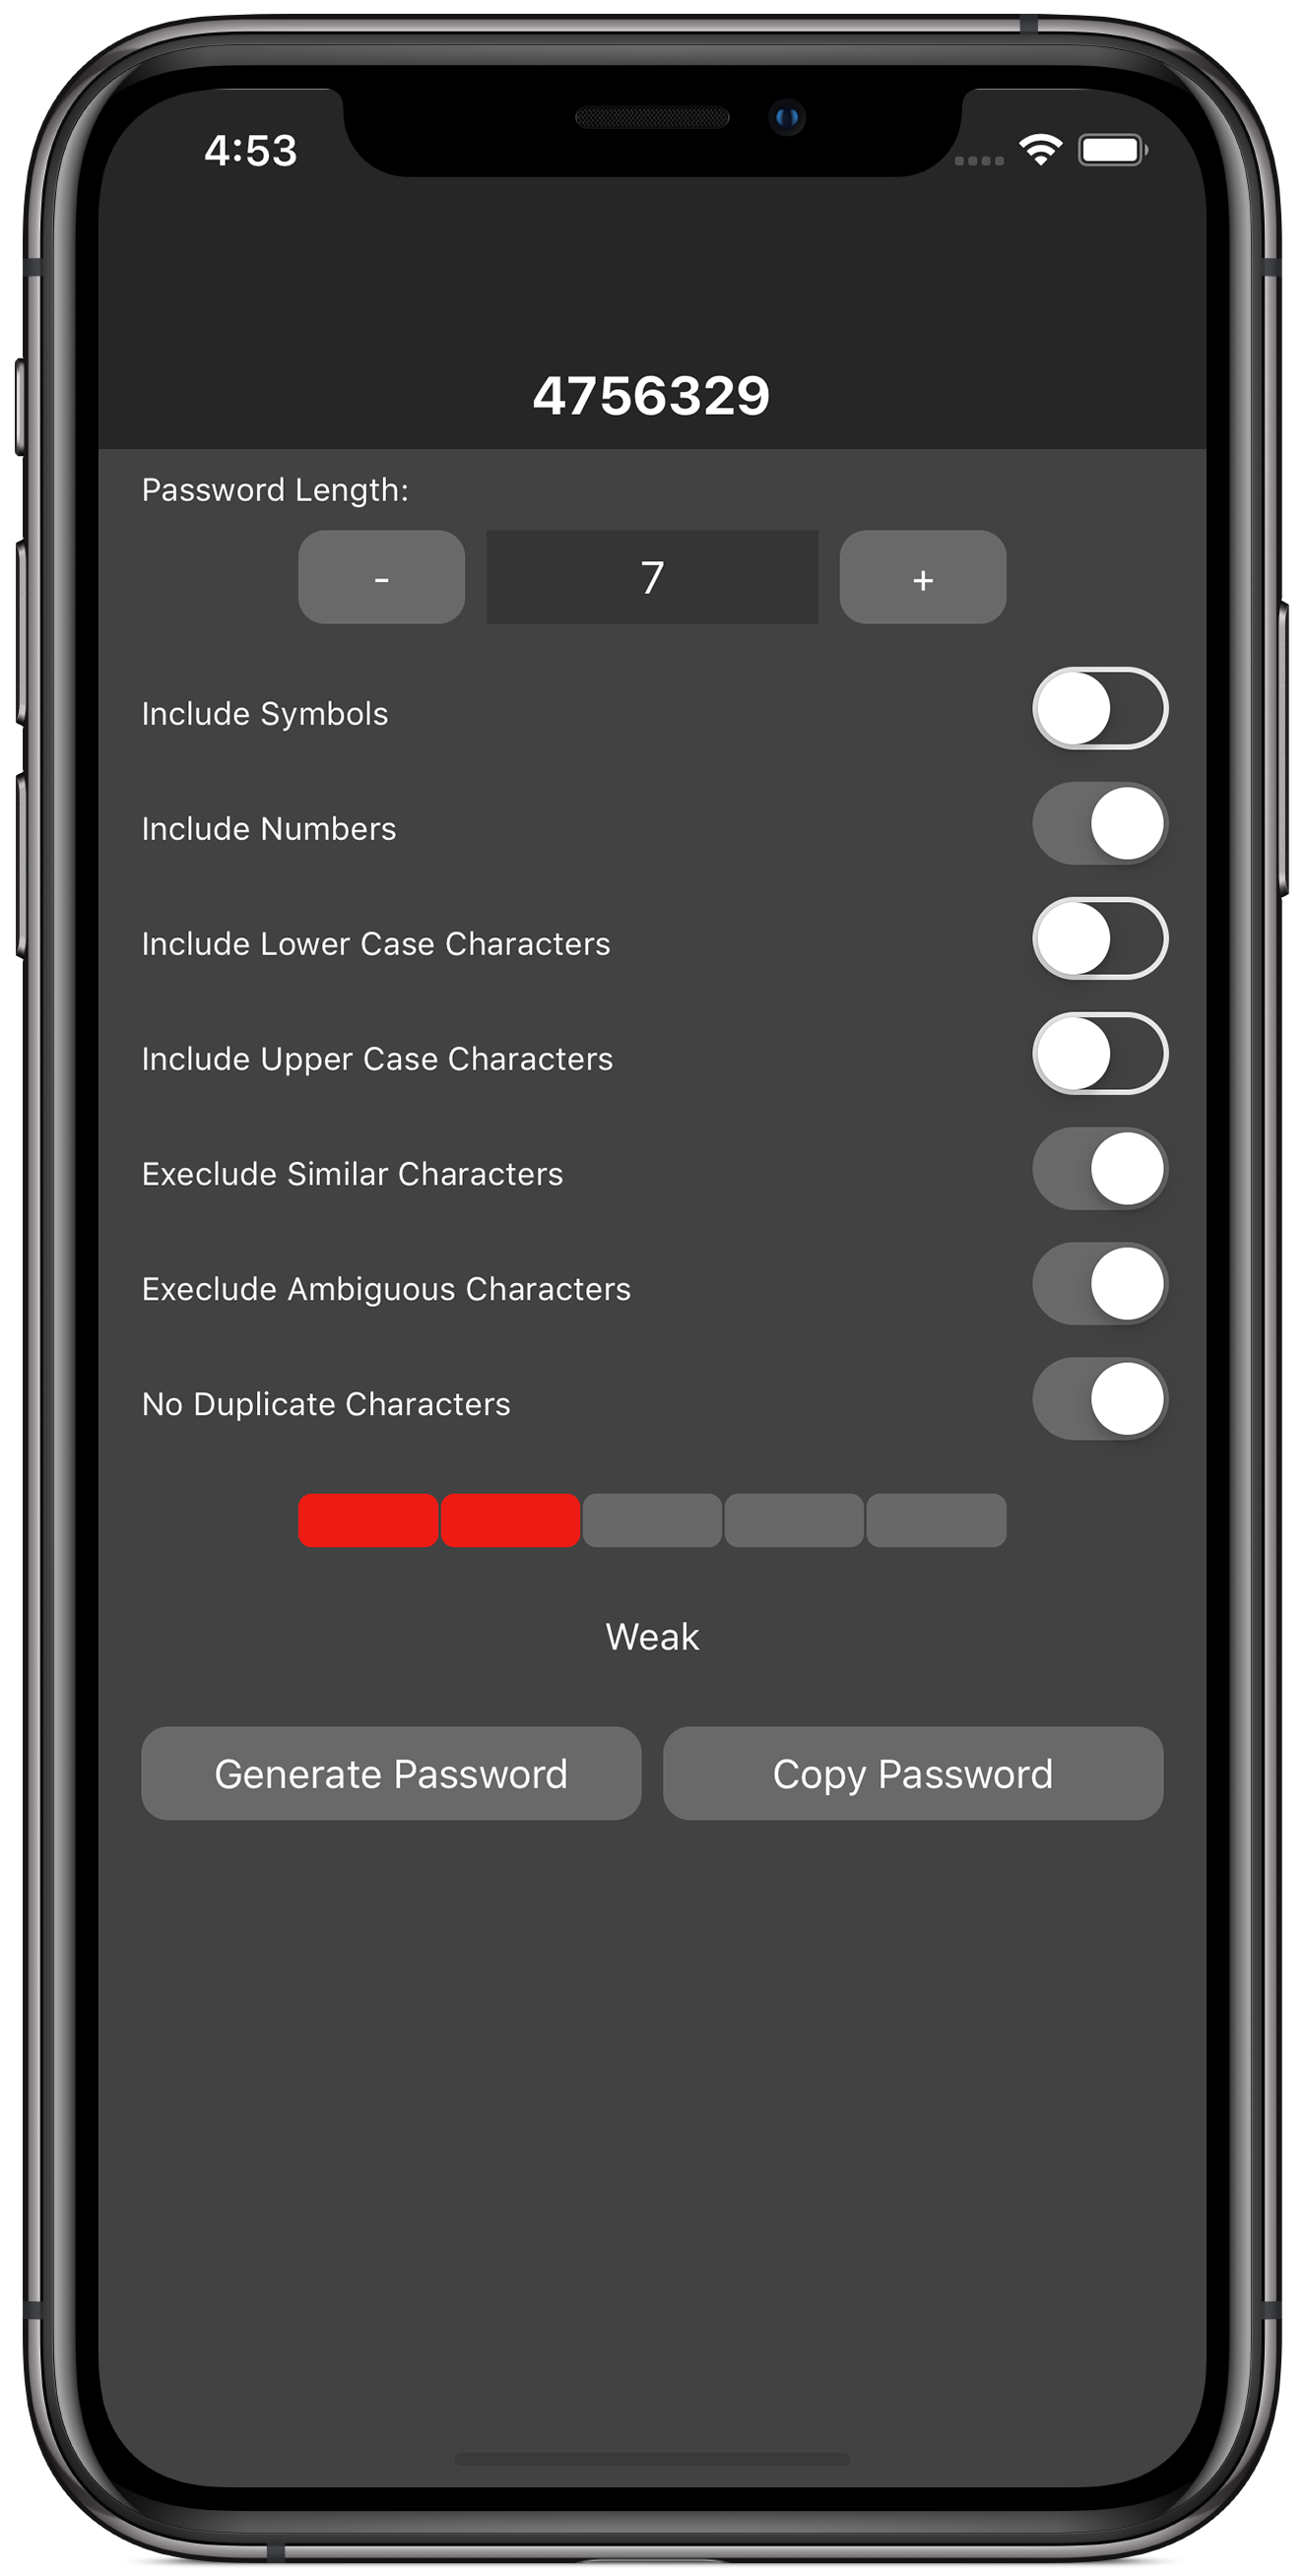 4:53
4756329
Password Length:
- 7 +
Include Symbols
Include Numbers
Include Lower Case Characters
Include Upper Case Characters
Execlude Similar Characters
Execlude Ambiguous Characters
No Duplicate Characters
Weak
Generate Password Copy Password